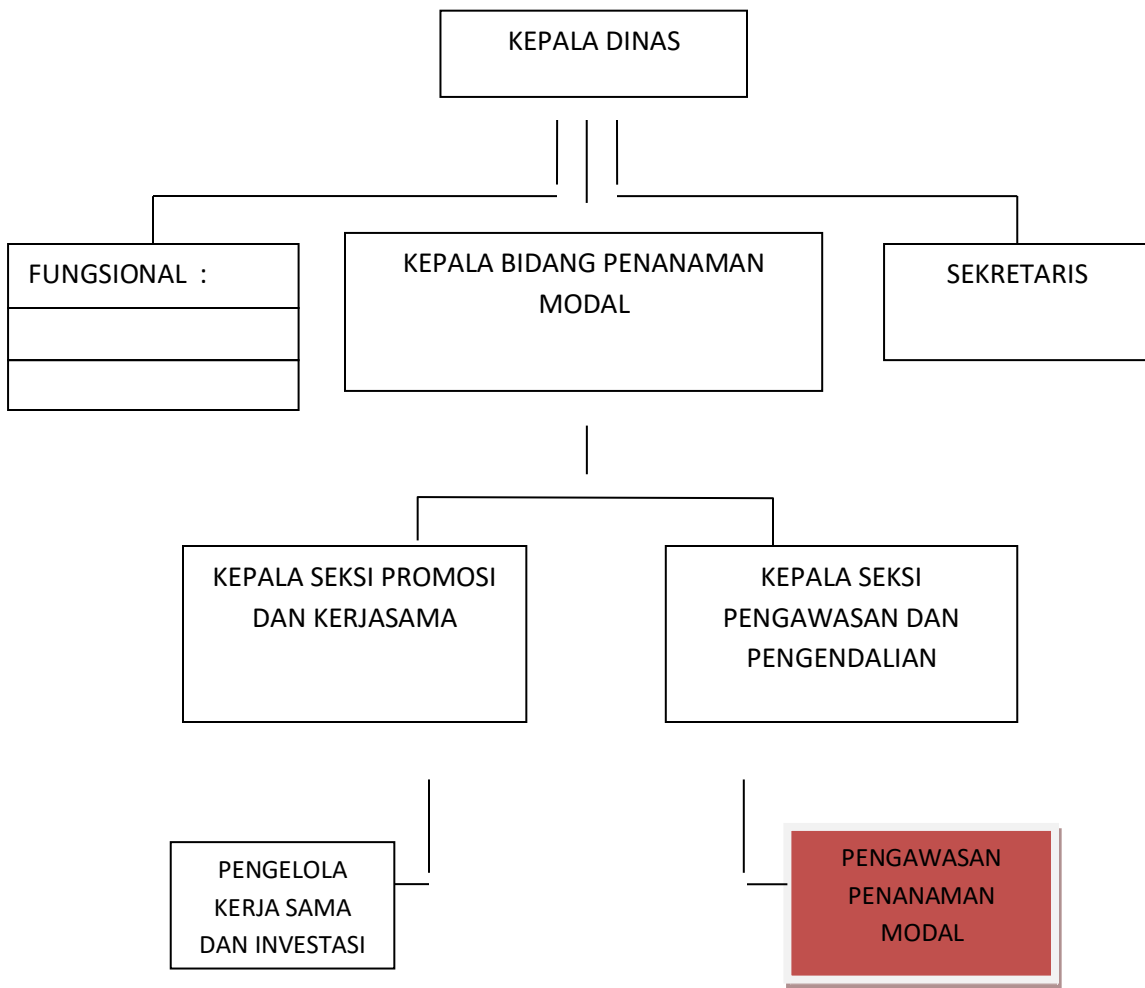 KEPALA DINAS
FUNGSIONAL :
KEPALA BIDANG PENANAMAN
MODAL
SEKRETARIS
KEPALA SEKSI PROMOSI
DAN KERJASAMA
KEPALA SEKSI
PENGAWASAN DAN
PENGENDALIAN
PENGELOLA
KERJA SAMA
DAN INVESTASI
PENGAWASAN
PENANAMAN
MODAL